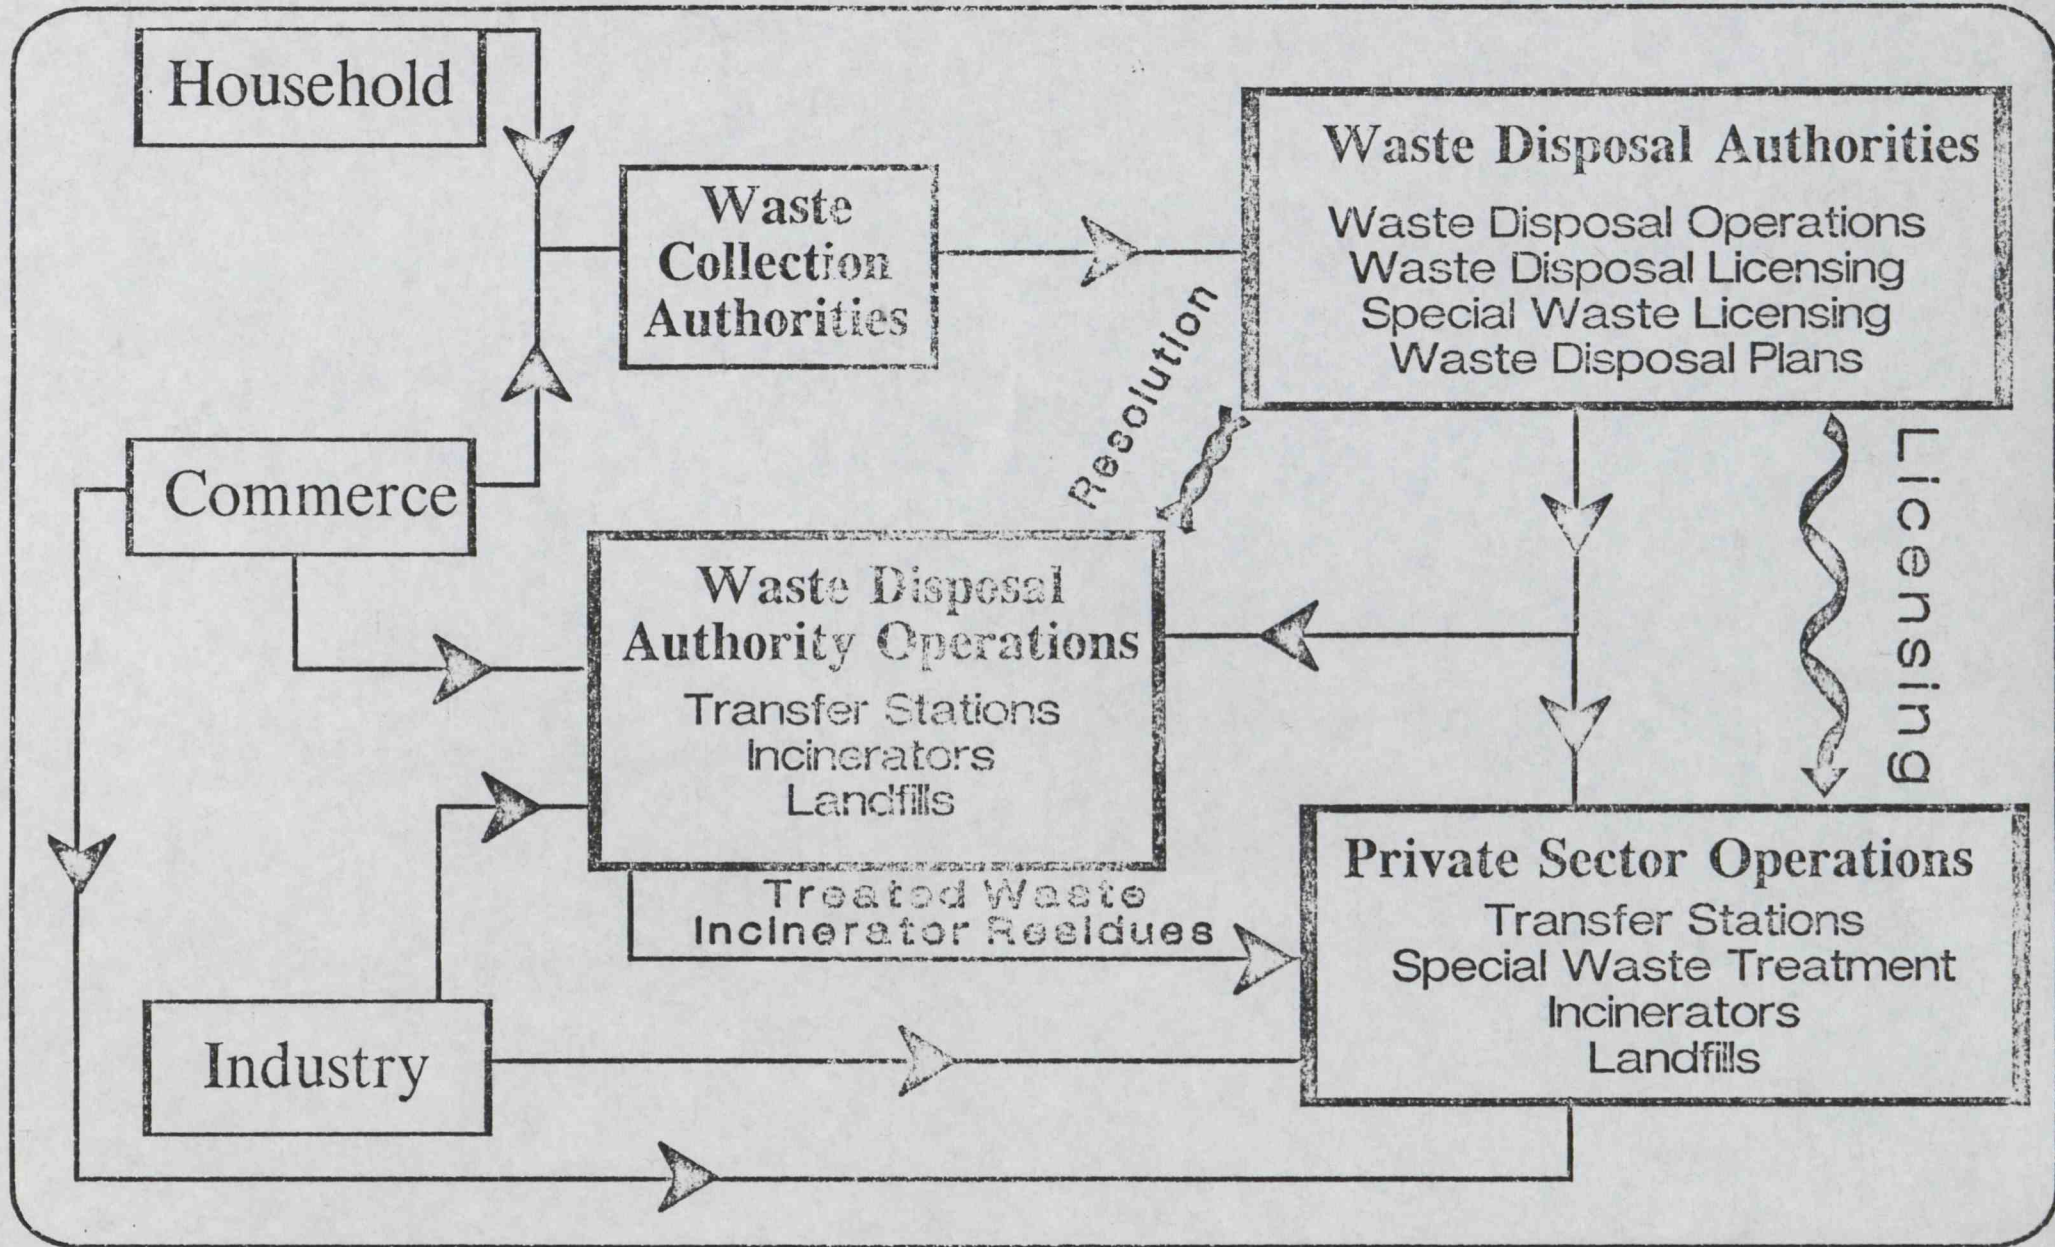 Household
Waste
Collection
Authorities
Waste Disposal Authorities
Waste Disposal Operations
Waste Disposal Licensing
Special Waste Licensing
Waste Disposal Plans
Resolution
Licensing
Commerce
Waste Disposal
Authority Operations
Transfer Stations
Incinerators
Landfills
Treated Waste
Incinerator Residues
Private Sector Operations
Transfer Stations
Special Waste Treatment
Incinerators
Landfills
Industry